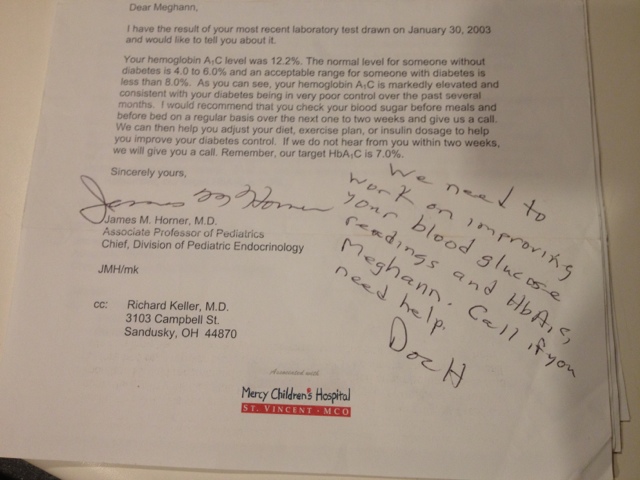 Dear Meghann,
I have the result of your most recent laboratory test drawn on January 30, 2003
and would like to tell you about it.
Your hemoglobin A₁C level was 12.2%. The normal level for someone without
diabetes is 4.0 to 6.0% and an acceptable range for someone with diabetes is
less than 8.0%. As you can see, your hemoglobin A₁C is markedly elevated and
consistent with your diabetes being in very poor control over the past several
months. I would recommend that you check your blood sugar before meals and
before bed on a regular basis over the next one to two weeks and give us a call.
We can then help you adjust your diet, exercise plan, or insulin dosage to help
you improve your diabetes control. If we do not hear from you within two weeks,
we will give you a call. Remember, our target HbA₁C is 7.0%.
Sincerely yours,
James M Horner
James M. Horner, M.D.
Associate Professor of Pediatrics
Chief, Division of Pediatric Endocrinology
JMH/mk
cc: Richard Keller, M.D.
3103 Campbell St.
Sandusky, OH 44870
We need to
work on improving
your blood glucose
readings and HbA1c,
Meghann. Call if you
need help.
Doc H
Associated with
Mercy Children's Hospital
ST. VINCENT • MCO